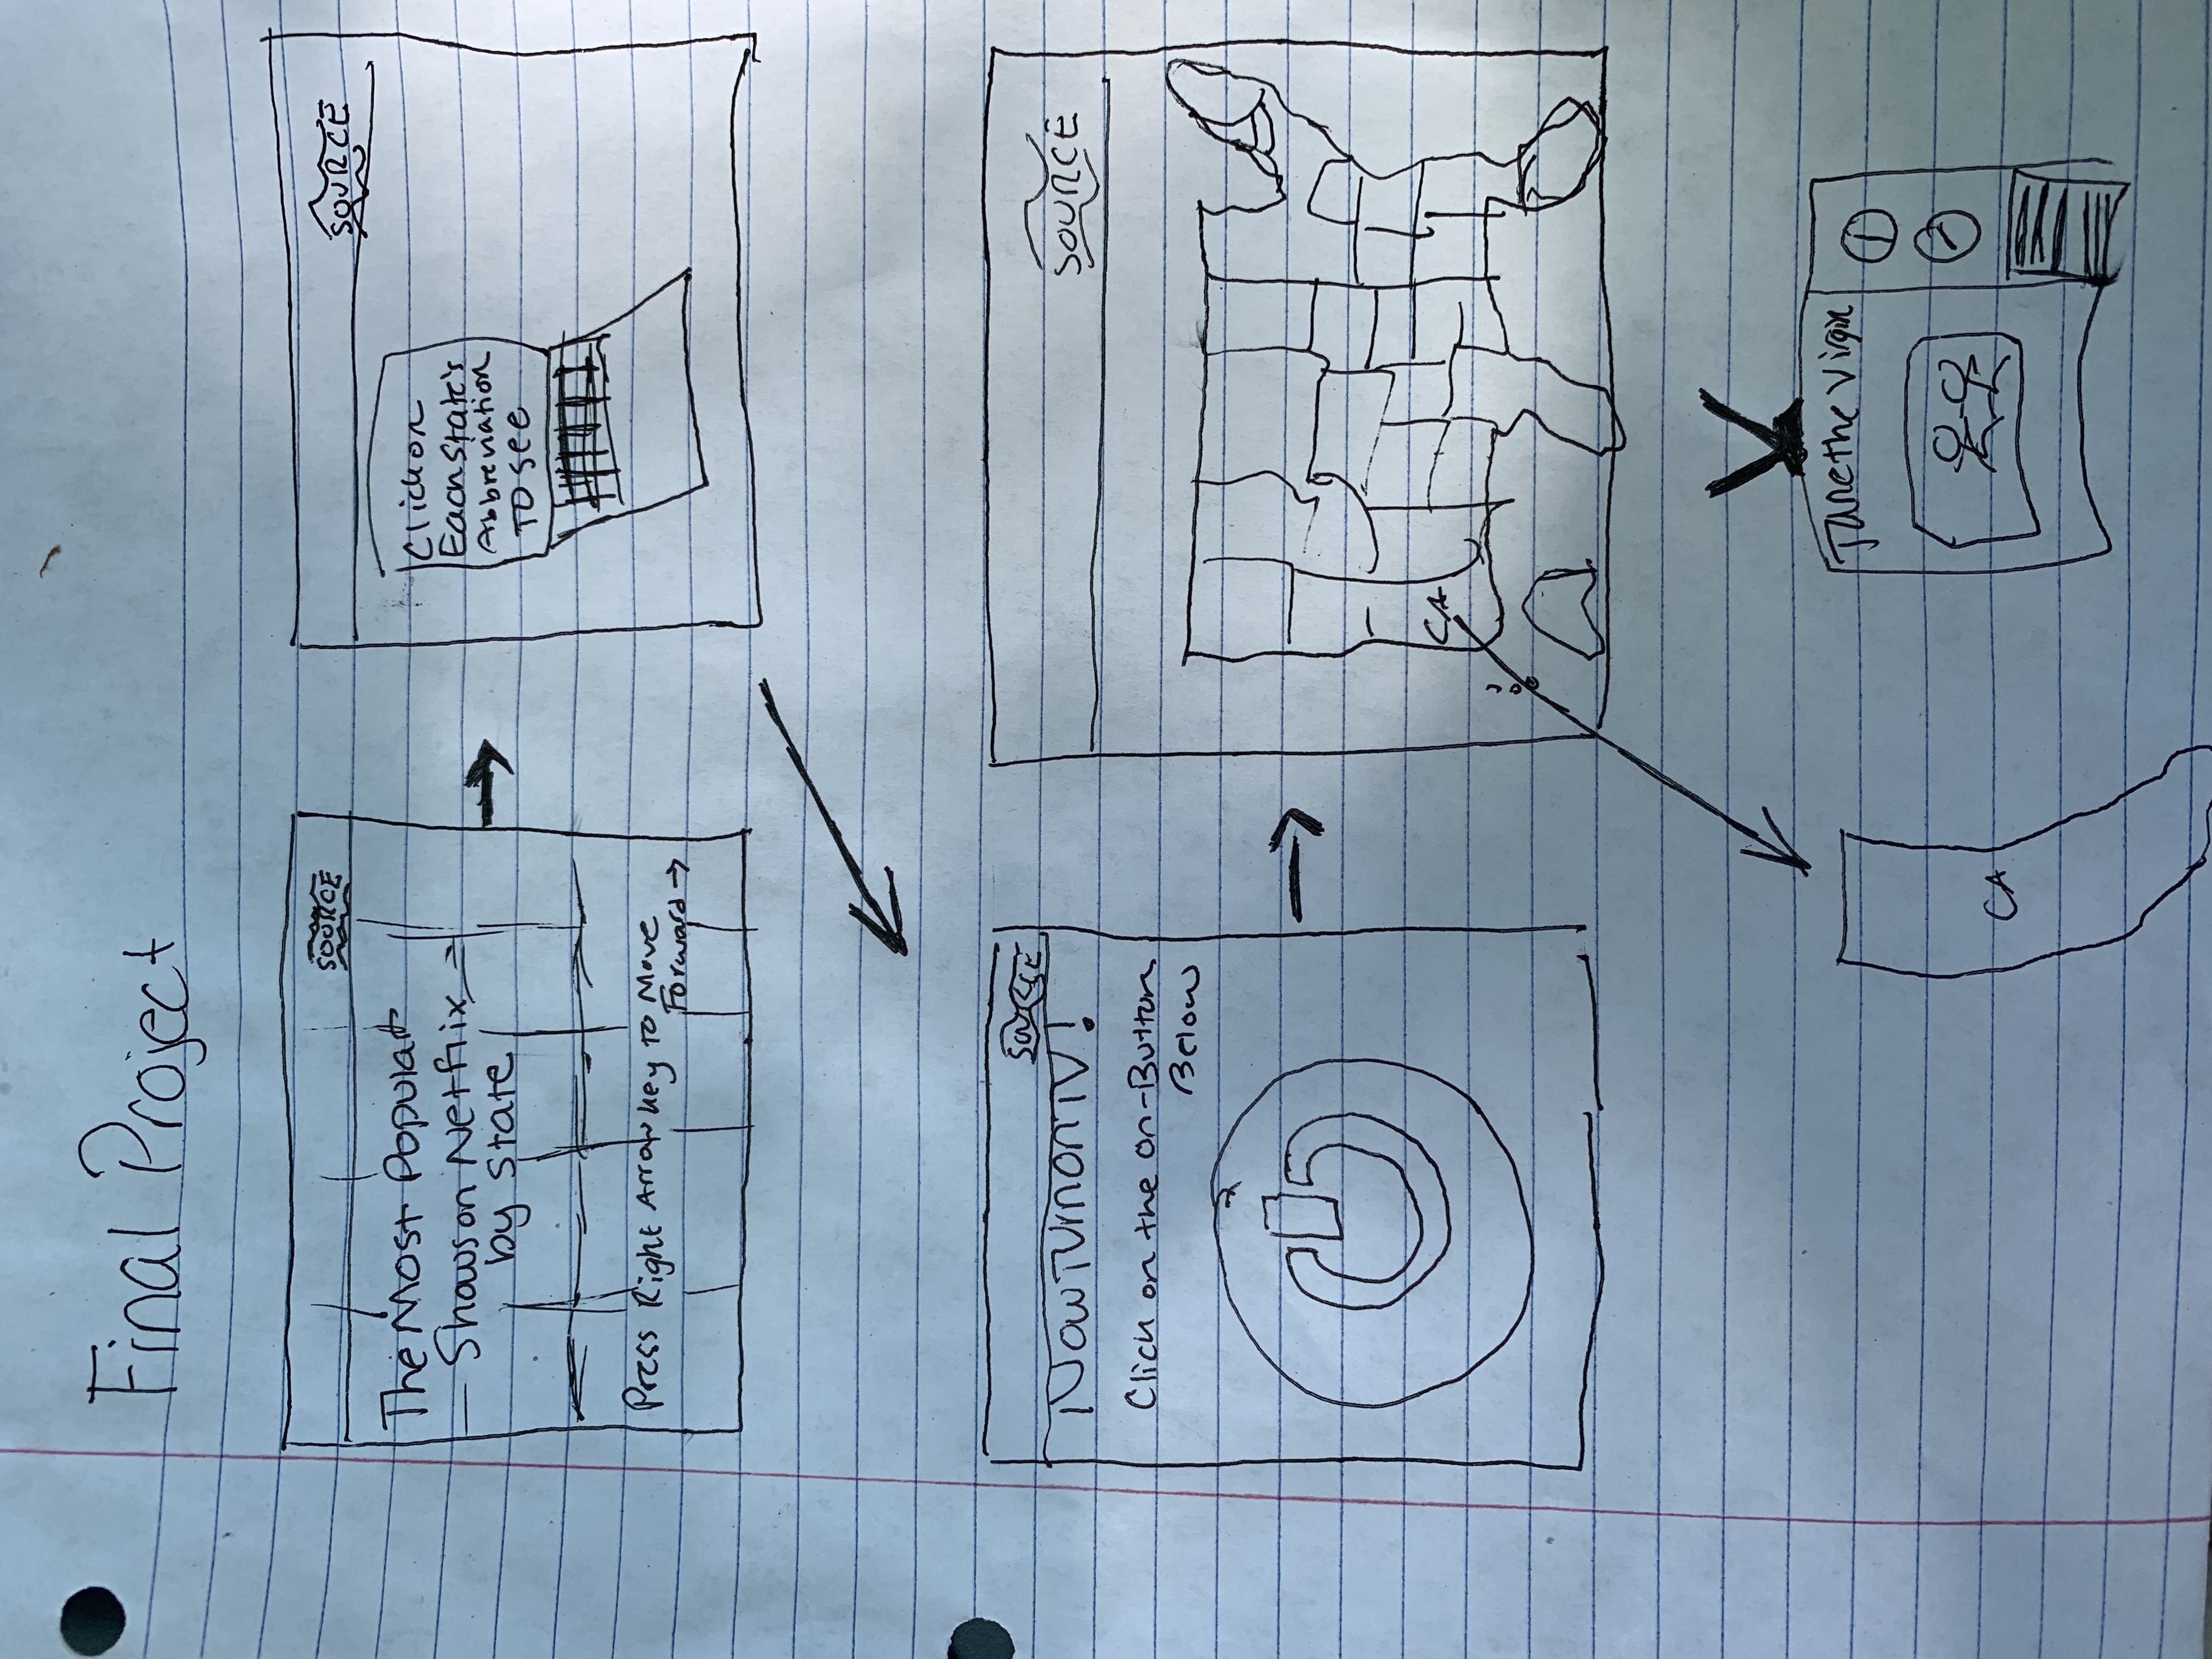 Final Project
SOURCE
The Most Popular
Shows on Netflix
by State
Press Right Arrow Key To Move
Forward →
SOURCE
Click on
Each State's
Abbreviation
TO see
SOURCE
Now Turn on TV!
Click on the on-Button
Below
SOURCE
CA
CA
Jane the Virgin